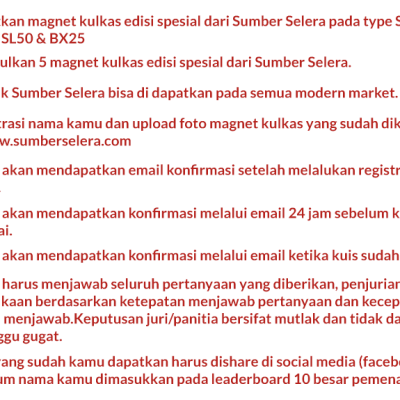 kan magnet kulkas edisi spesial dari Sumber Selera pada type S
SL50 & BX25
ulkan 5 magnet kulkas edisi spesial dari Sumber Selera.
k Sumber Selera bisa di dapatkan pada semua modern market.
trasi nama kamu dan upload foto magnet kulkas yang sudah dik
w.sumberselera.com
akan mendapatkan email konfirmasi setelah melalukan registr
akan mendapatkan konfirmasi melalui email 24 jam sebelum k
ai.
akan mendapatkan konfirmasi melalui email ketika kuis sudah
harus menjawab seluruh pertanyaan yang diberikan, penjurian
kaan berdasarkan ketepatan menjawab pertanyaan dan kecep
menjawab.Keputusan juri/panitia bersifat mutlak dan tidak da
ggu gugat.
ang sudah kamu dapatkan harus dishare di social media (faceb
um nama kamu dimasukkan pada leaderboard 10 besar pemena